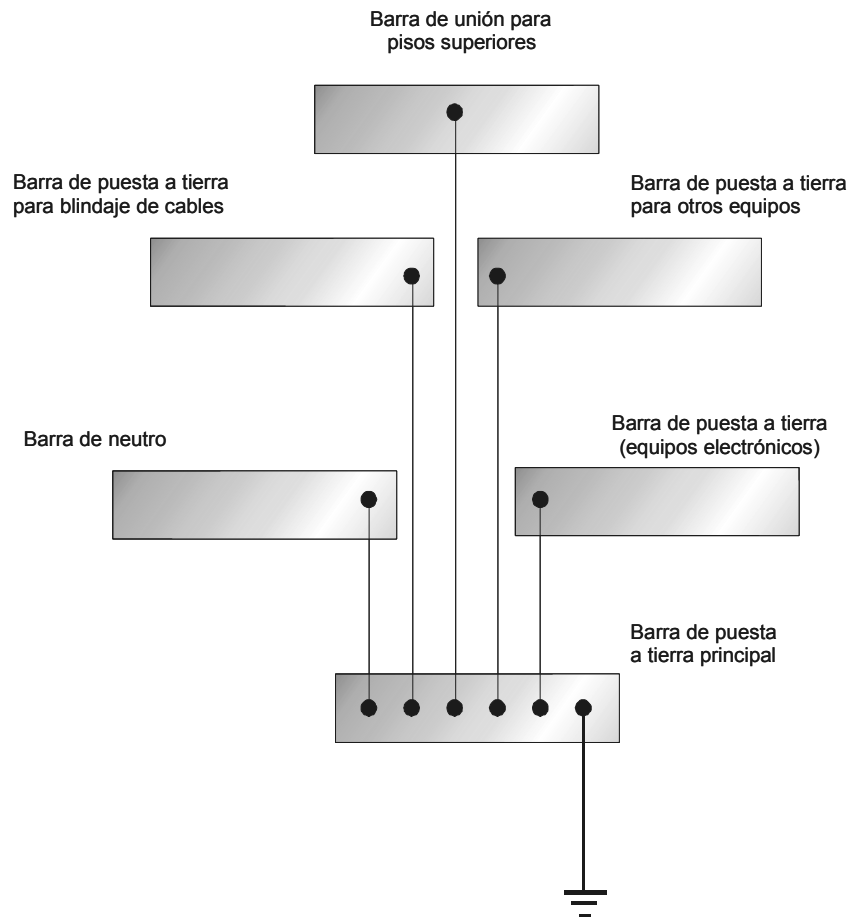 Barra de unión para
pisos superiores
Barra de puesta a tierra
para blindaje de cables
Barra de puesta a tierra
para otros equipos
Barra de neutro
Barra de puesta a tierra
(equipos electrónicos)
Barra de puesta
a tierra principal